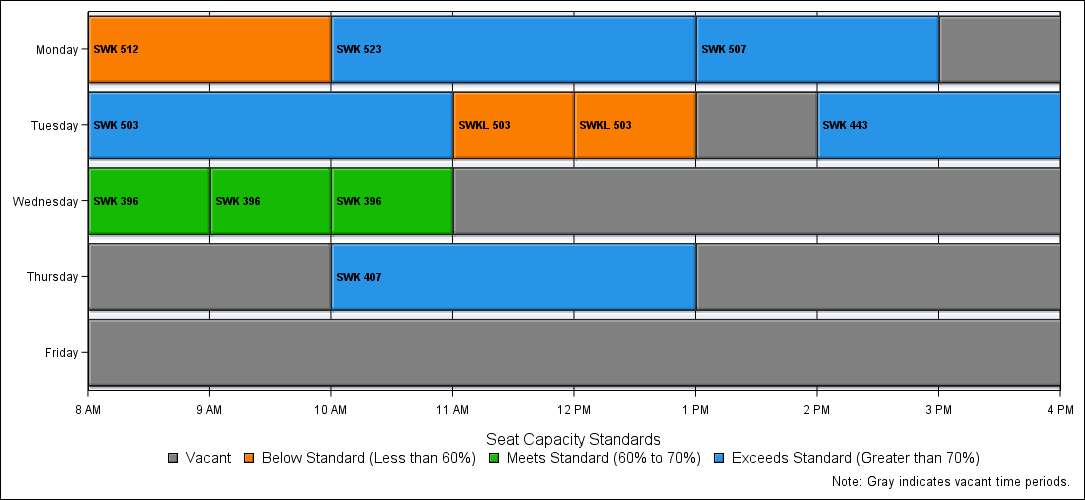 Monday
SWK 512
SWK 523
SWK 507
Tuesday
SWK 503
SWKL 503
SWKL 503
SWK 443
Wednesday
SWK 396
SWK 396
SWK 396
Thursday
SWK 407
Friday
8 AM 9 AM 10 AM 11 AM 12 PM 1 PM 2 PM 3 PM 4 PM
Seat Capacity Standards
Vacant Below Standard (Less than 60%) Meets Standard (60% to 70%) Exceeds Standard (Greater than 70%)
Note: Gray indicates vacant time periods.